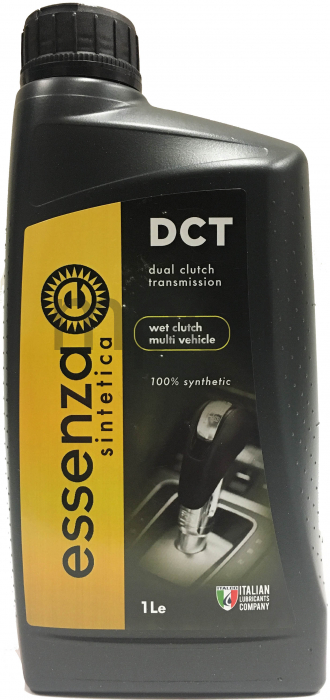 essenza
sintetica
e
DCT
dual clutch
transmission
wet clutch
multi vehicle
100% synthetic
1Le
ITALIAN
LUBRICANTS
COMPANY